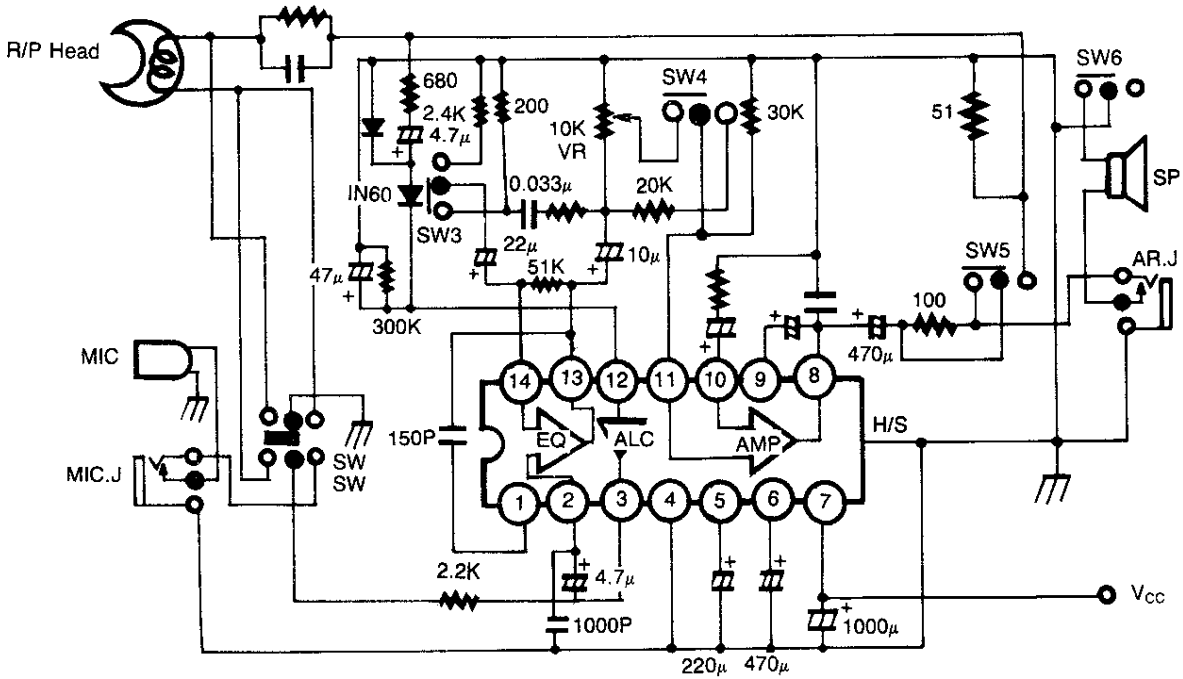 R/P Head
680
2.4K
4.7μ
+
200
10K
VR
SW4
30K
51
SW6
SP
IN60
SW3
0.033μ
20K
22μ
+
51K
10μ
+
47μ
+
300K
SW5
AR.J
100
+
+
+
470μ
MIC
MIC.J
SW
SW
150P
14
13
12
11
10
9
8
EQ
ALC
AMP
H/S
1
2
3
4
5
6
7
2.2K
+
4.7μ
1000P
+
220μ
+
470μ
+
1000μ
VCC